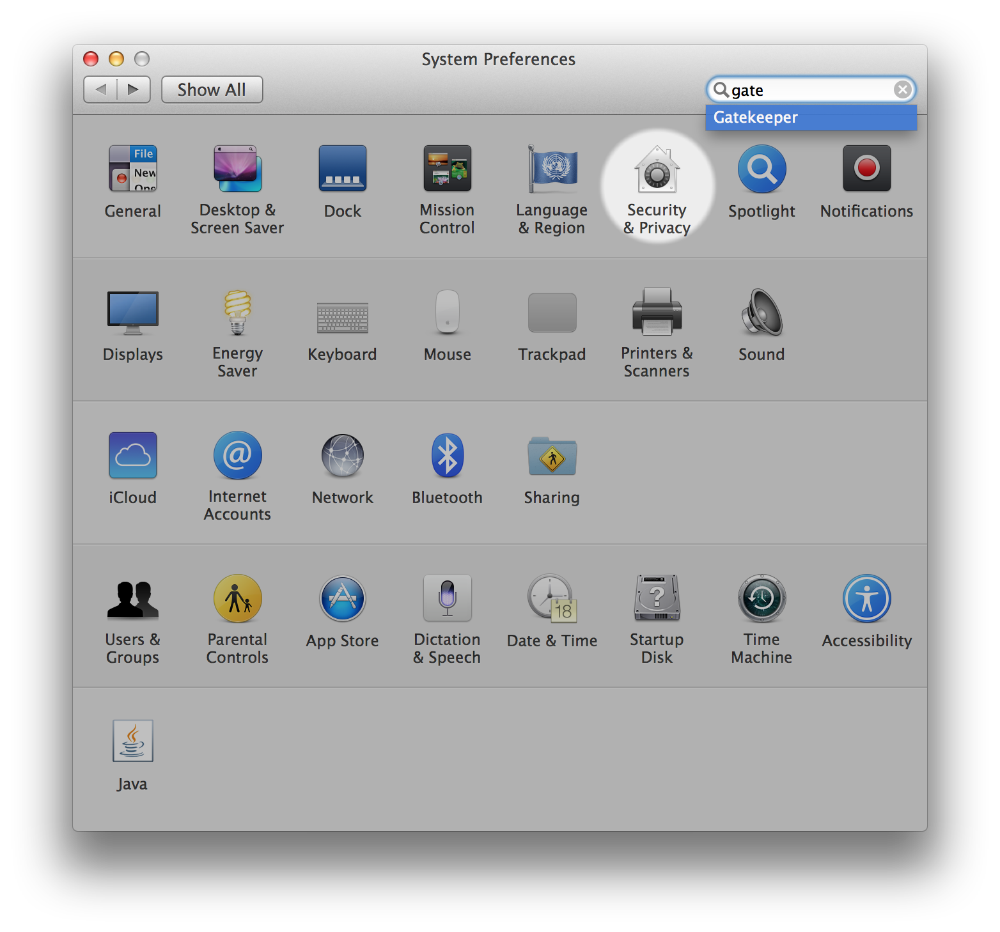 System Preferences
Show All
gate
Gatekeeper
File
New
General
Desktop &
Screen Saver
Dock
Mission
Control
Language
& Region
Security
& Privacy
Spotlight
Notifications
Displays
Energy
Saver
Keyboard
Mouse
Trackpad
Printers &
Scanners
Sound
iCloud
@
Internet
Accounts
Network
Bluetooth
Sharing
18
?
Users &
Groups
Parental
Controls
App Store
Dictation
& Speech
Date & Time
Startup
Disk
Time
Machine
Accessibility
Java